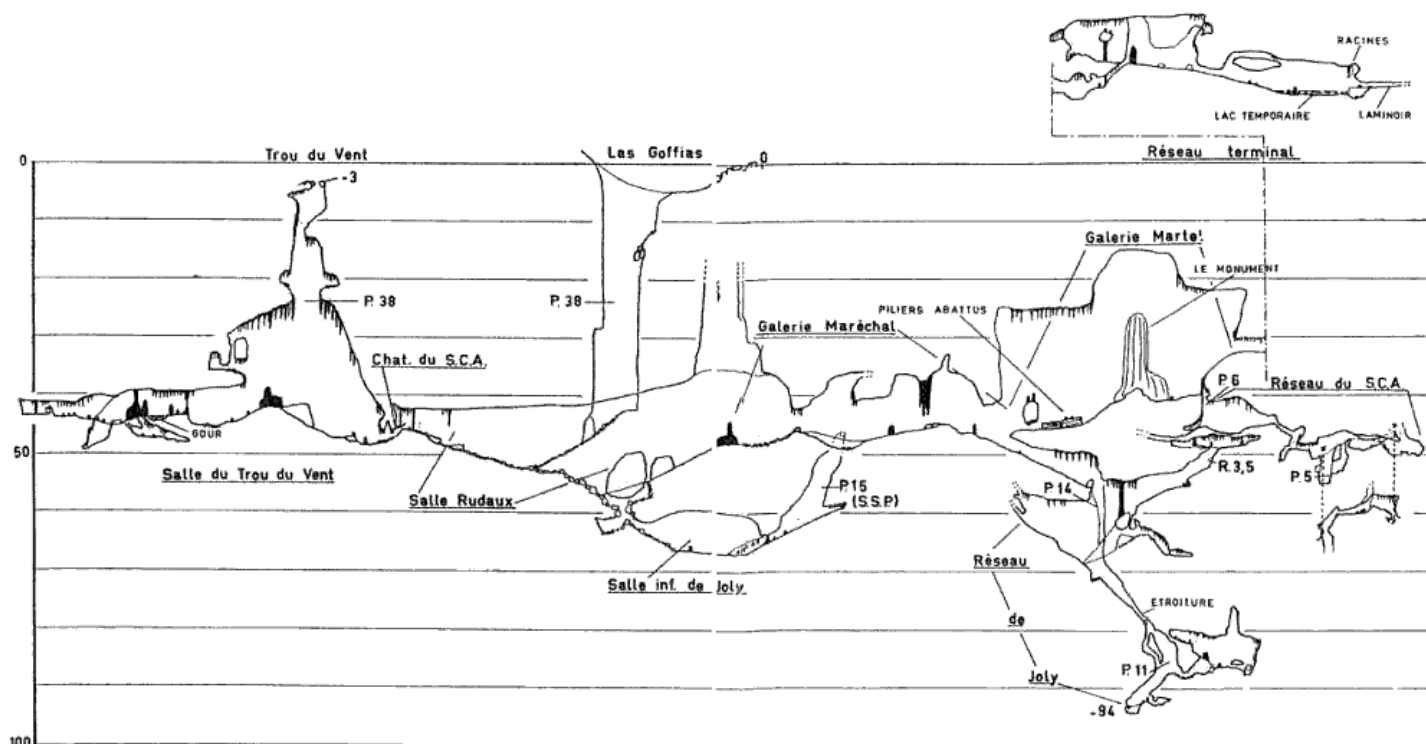 RACINES
LAC TEMPORAIRE
LAMINOIR
0
Trou du Vent
Las Goffias
0
Réseau terminal
-3
Galerie Martel
LE MONUMENT
P. 38
P. 38
PILIERS ABATTUS
Galerie Maréchal
Chat. du S.C.A.
P 6
Réseau du S.C.A
GOUR
50
Salle du Trou du Vent
Salle Rudaux
P. 15
(S.S.P.)
P. 14
R. 3,5
P. 5
Réseau
Salle inf. de Joly
ETROITURE
de
P. 11
Joly
-94
100